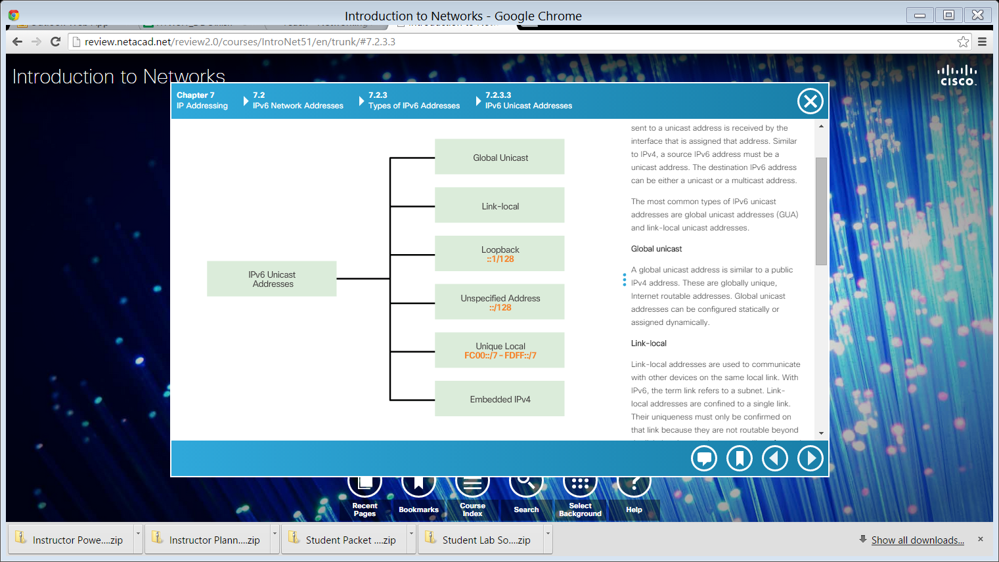 Introduction to Networks - Google Chrome
review.netacad.net/review2.0/courses/IntroNet51/en/trunk/#7.2.3.3
Introduction to Networks
CISCO.
Chapter 7
IP Addressing
7.2
IPv6 Network Addresses
7.2.3
Types of IPv6 Addresses
7.2.3.3
IPv6 Unicast Addresses
IPv6 Unicast
Addresses
Global Unicast
Link-local
Loopback
::1/128
Unspecified Address
::/128
Unique Local
FC00::/7 - FDFF::/7
Embedded IPv4
sent to a unicast address is received by the
interface that is assigned that address. Similar
to IPv4, a source IPv6 address must be a
unicast address. The destination IPv6 address
can be either a unicast or a multicast address.
The most common types of IPv6 unicast
addresses are global unicast addresses (GUA)
and link-local unicast addresses.
Global unicast
A global unicast address is similar to a public
IPv4 address. These are globally unique,
Internet routable addresses. Global unicast
addresses can be configured statically or
assigned dynamically.
Link-local
Link-local addresses are used to communicate
with other devices on the same local link. With
IPv6, the term link refers to a subnet. Link-
local addresses are confined to a single link.
Their uniqueness must only be confirmed on
that link because they are not routable beyond
Recent
Pages
Bookmarks
Course
Index
Search
Select
Background
Help
Instructor Powe....zip
Instructor Plann....zip
Student Packet ....zip
Student Lab So....zip
Show all downloads...